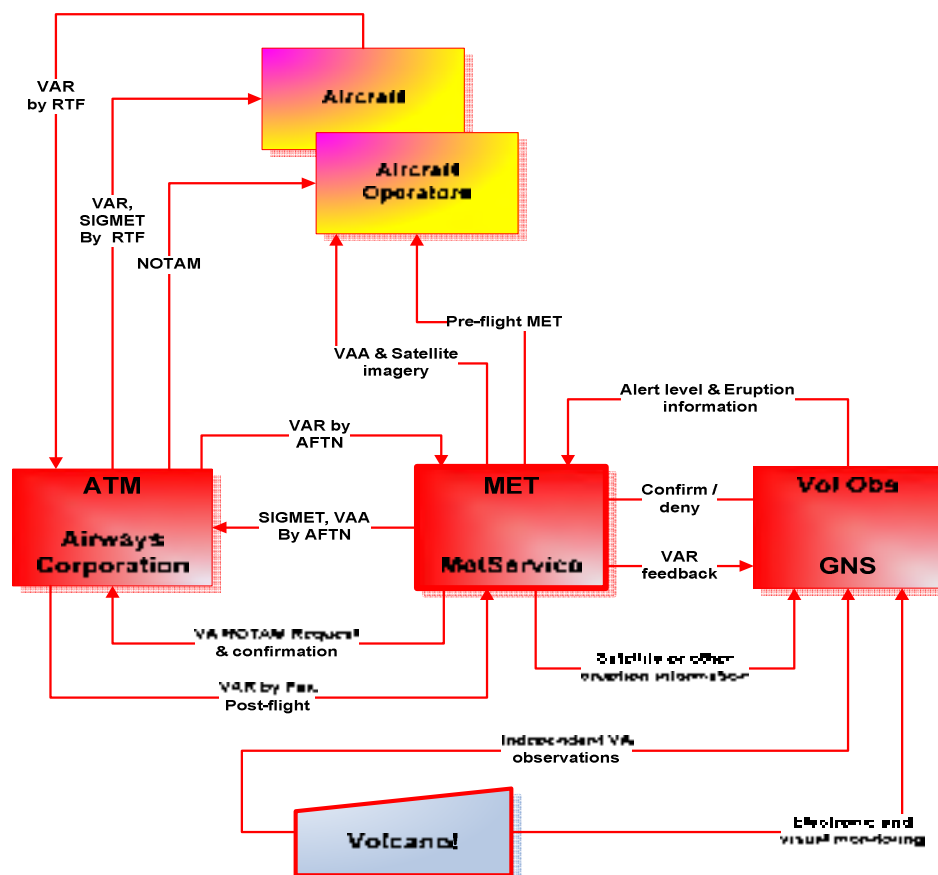 VAR
by RTF
Aircraft
Aircraft
Operators
VAR,
SIGMET
By RTF
NOTAM
Pre-flight MET
VAA & Satellite
imagery
Alert level & Eruption
information
VAR by
AFTN
ATM
Airways
Corporation
MET
MetService
Vol Obs
GNS
Confirm /
deny
SIGMET, VAA
By AFTN
VAR
feedback
VA NOTAM Request
& confirmation
Satellite or other
eruption information
VAR by Fax.
Post-flight
Independent VA
observations
Volcano!
Electronic and
visual monitoring